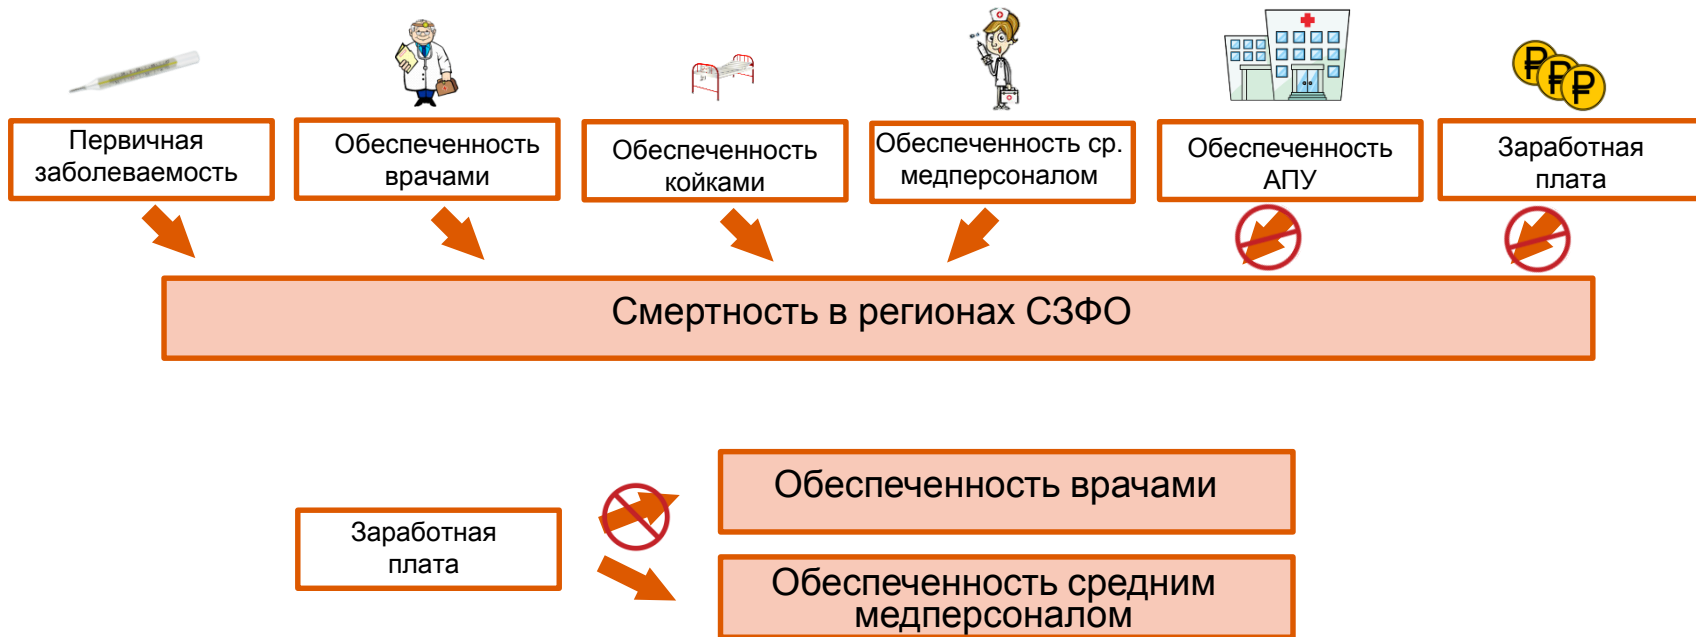 Первичная
заболеваемость
Обеспеченность
врачами
Обеспеченность
койками
Обеспеченность ср.
медперсоналом
Обеспеченность
АПУ
Заработная
плата
Смертность в регионах СЗФО
Заработная
плата
Обеспеченность врачами
Обеспеченность средним
медперсоналом